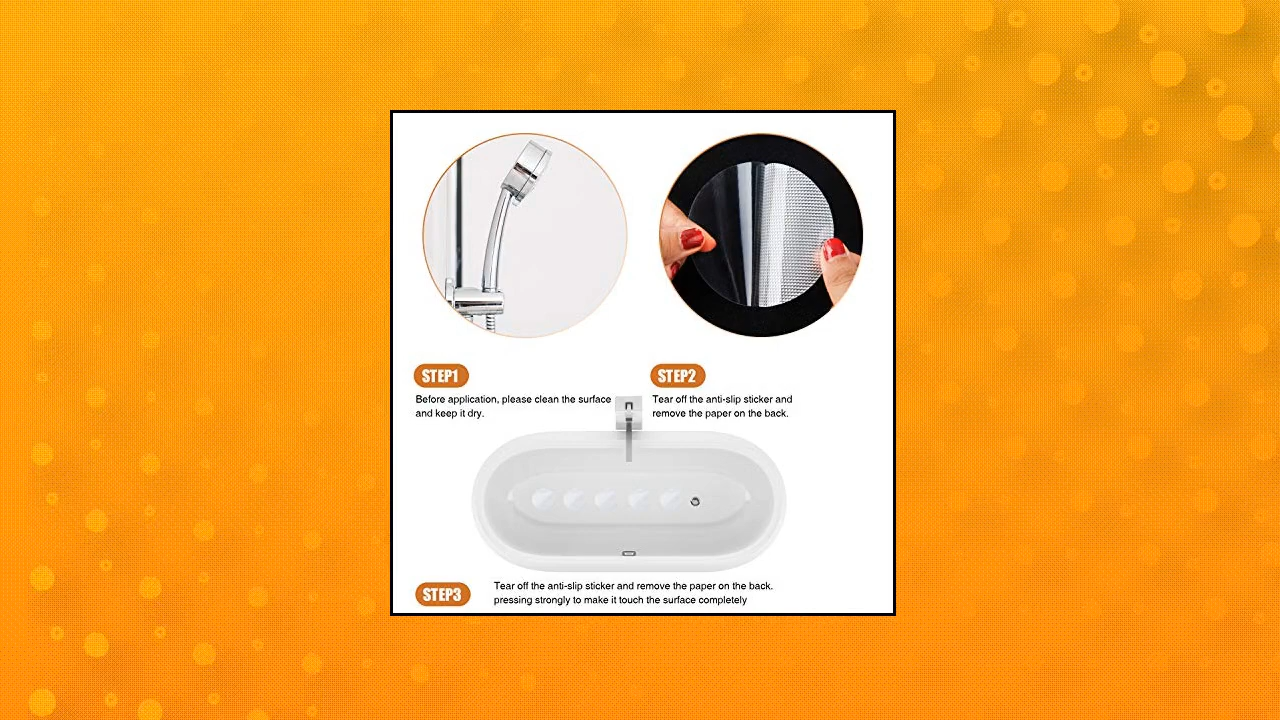 STEP1
Before application, please clean the surface
and keep it dry.
STEP2
Tear off the anti-slip sticker and
remove the paper on the back.
STEP3
Tear off the anti-slip sticker and remove the paper on the back.
pressing strongly to make it touch the surface completely